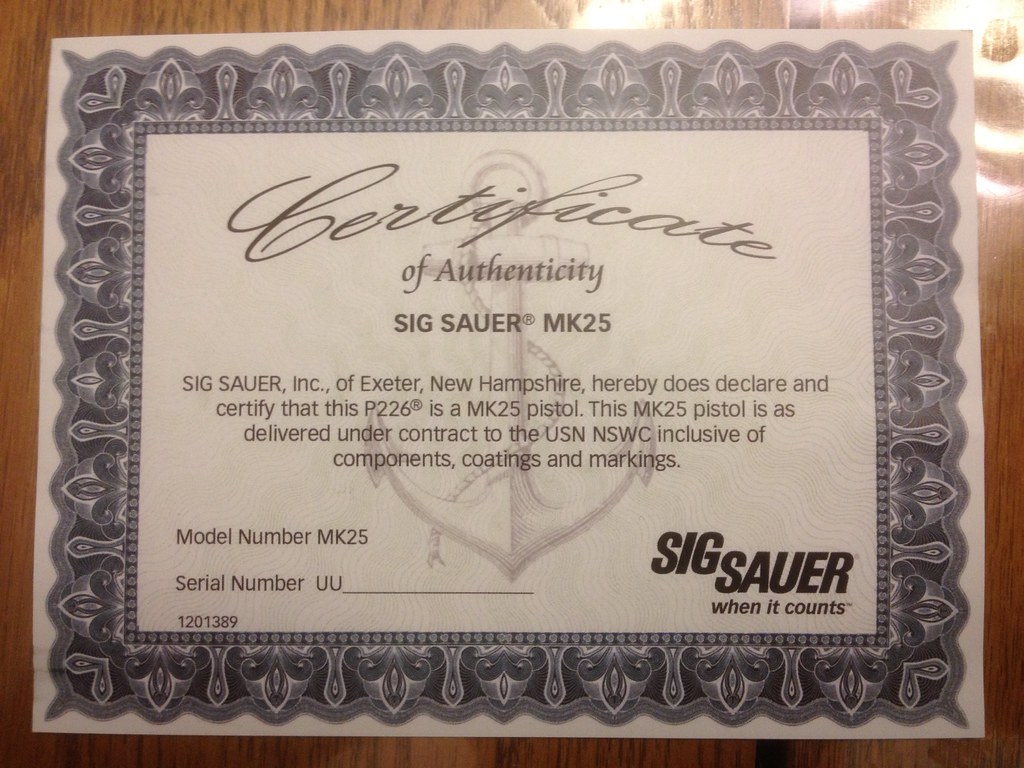 Certificate
of Authenticity
SIG SAUER® MK25
SIG SAUER, Inc., of Exeter, New Hampshire, hereby does declare and
certify that this P226® is a MK25 pistol. This MK25 pistol is as
delivered under contract to the USN NSWC inclusive of
components, coatings and markings.
Model Number MK25
Serial Number UU_________________
1201389
SIG SAUER®
when it counts™